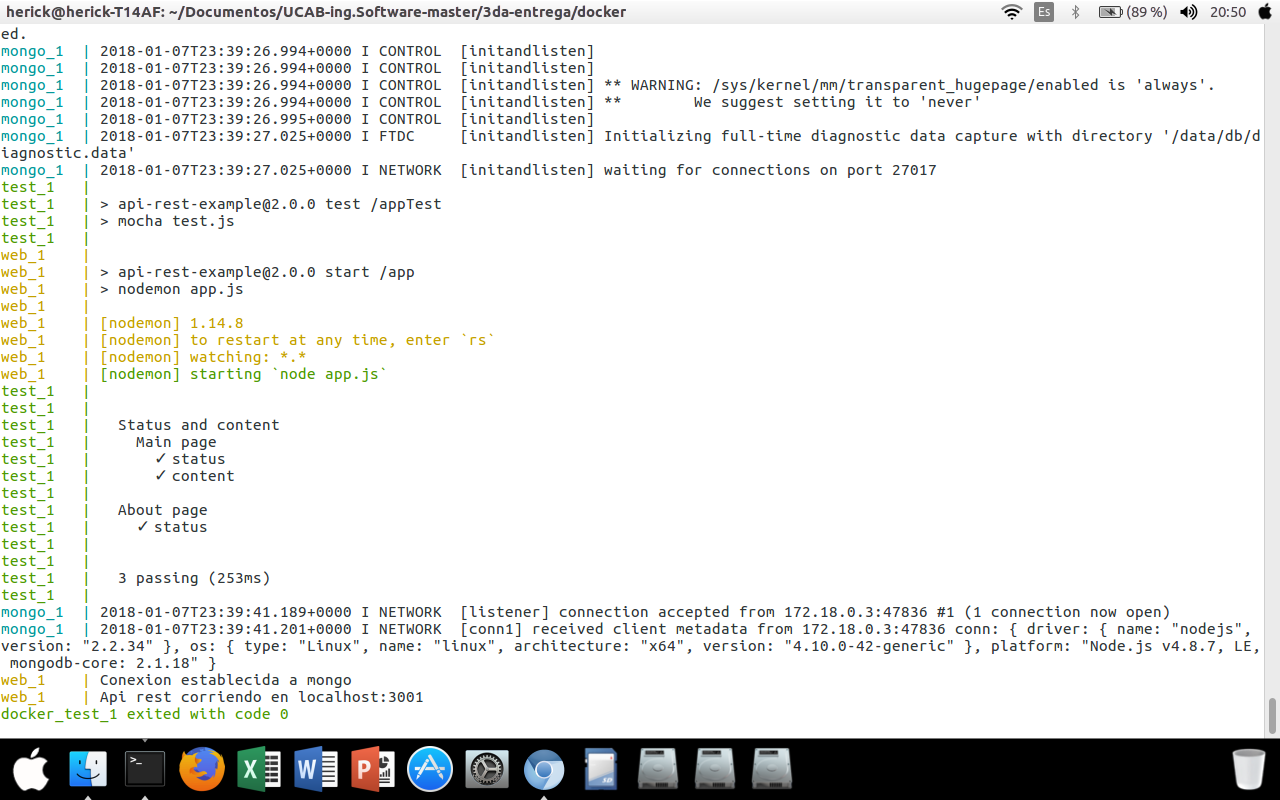 herick@herick-T14AF: ~/Documentos/UCAB-ing.Software-master/3da-entrega/docker
Es (89 %) 20:50
ed.
mongo_1  | 2018-01-07T23:39:26.994+0000 I CONTROL  [initandlisten]
mongo_1  | 2018-01-07T23:39:26.994+0000 I CONTROL  [initandlisten]
mongo_1  | 2018-01-07T23:39:26.994+0000 I CONTROL  [initandlisten] ** WARNING: /sys/kernel/mm/transparent_hugepage/enabled is 'always'.
mongo_1  | 2018-01-07T23:39:26.994+0000 I CONTROL  [initandlisten] **        We suggest setting it to 'never'
mongo_1  | 2018-01-07T23:39:26.995+0000 I CONTROL  [initandlisten]
mongo_1  | 2018-01-07T23:39:27.025+0000 I FTDC     [initandlisten] Initializing full-time diagnostic data capture with directory '/data/db/d
iagnostic.data'
mongo_1  | 2018-01-07T23:39:27.025+0000 I NETWORK  [initandlisten] waiting for connections on port 27017
test_1   |
test_1   | > api-rest-example@2.0.0 test /appTest
test_1   | > mocha test.js
test_1   |
web_1    |
web_1    | > api-rest-example@2.0.0 start /app
web_1    | > nodemon app.js
web_1    |
web_1    | [nodemon] 1.14.8
web_1    | [nodemon] to restart at any time, enter `rs`
web_1    | [nodemon] watching: *.*
web_1    | [nodemon] starting `node app.js`
test_1   |
test_1   |
test_1   |   Status and content
test_1   |     Main page
test_1   |       ✓ status
test_1   |       ✓ content
test_1   |
test_1   |   About page
test_1   |     ✓ status
test_1   |
test_1   |
test_1   |   3 passing (253ms)
test_1   |
mongo_1  | 2018-01-07T23:39:41.189+0000 I NETWORK  [listener] connection accepted from 172.18.0.3:47836 #1 (1 connection now open)
mongo_1  | 2018-01-07T23:39:41.201+0000 I NETWORK  [conn1] received client metadata from 172.18.0.3:47836 conn: { driver: { name: "nodejs",
version: "2.2.34" }, os: { type: "Linux", name: "linux", architecture: "x64", version: "4.10.0-42-generic" }, platform: "Node.js v4.8.7, LE,
 mongodb-core: 2.1.18" }
web_1    | Conexion establecida a mongo
web_1    | Api rest corriendo en localhost:3001
docker_test_1 exited with code 0